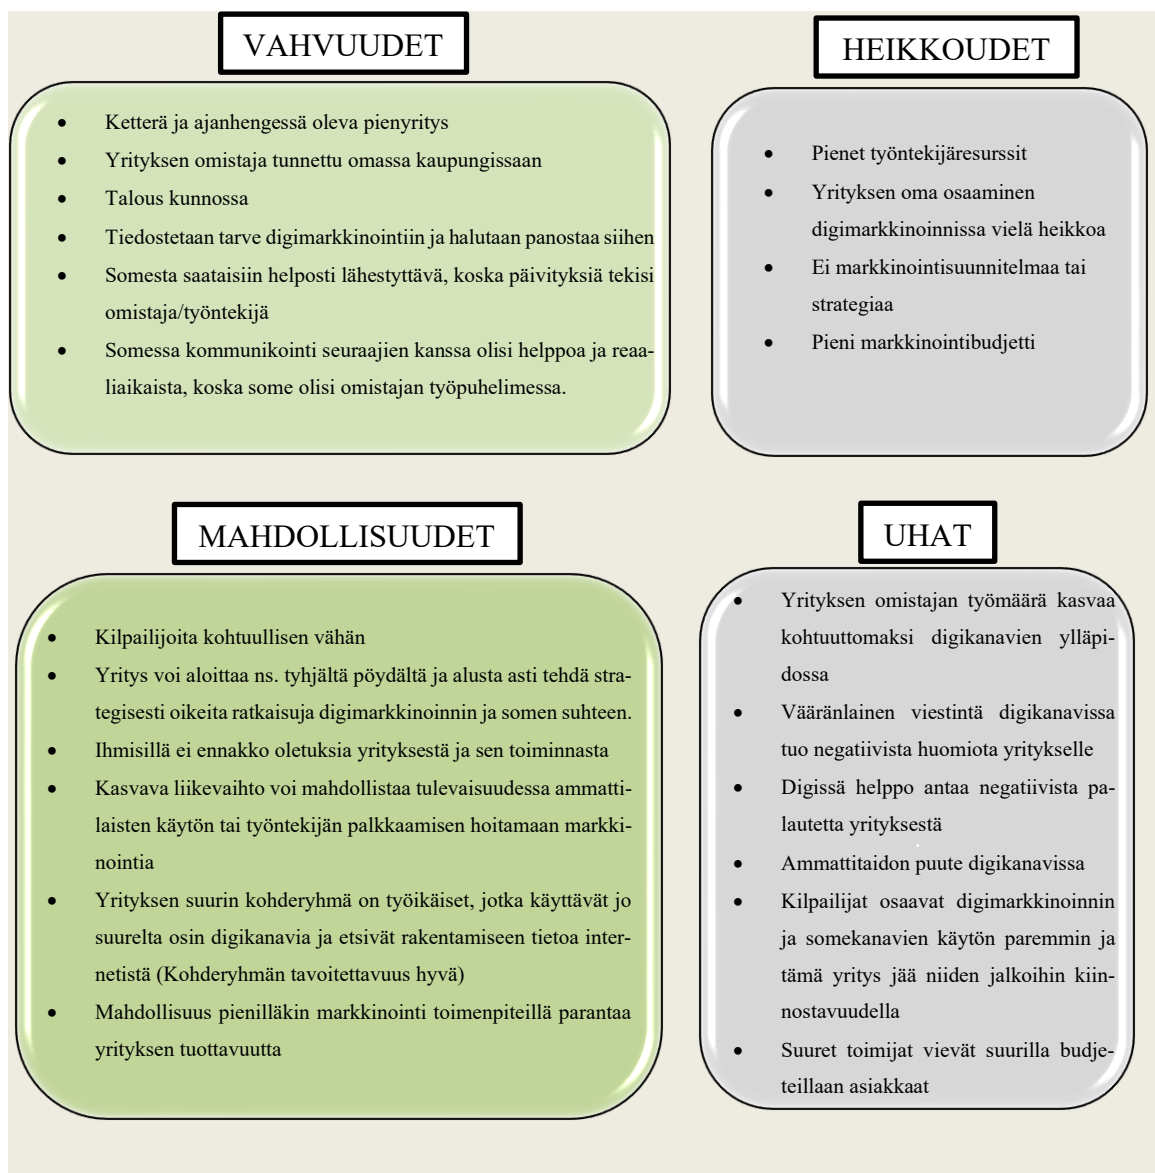 VAHVUUDET
• Ketterä ja ajanhengessä oleva pienyritys
• Yrityksen omistaja tunnettu omassa kaupungissaan
• Talous kunnossa
• Tiedostetaan tarve digimarkkinointiin ja halutaan panostaa siihen
• Somesta saataisiin helposti lähestyttävä, koska päivityksiä tekisi
omistaja/työntekijä
• Somessa kommunikointi seuraajien kanssa olisi helppoa ja reaa-
liaikaista, koska some olisi omistajan työpuhelimessa.
HEIKKOUDET
• Pienet työntekijäresurssit
• Yrityksen oma osaaminen
digimarkkinoinnissa vielä heikkoa
• Ei markkinointisuunnitelmaa tai
strategiaa
• Pieni markkinointibudjetti
MAHDOLLISUUDET
• Kilpailijoita kohtuullisen vähän
• Yritys voi aloittaa ns. tyhjältä pöydältä ja alusta asti tehdä stra-
tegisesti oikeita ratkaisuja digimarkkinoinnin ja somen suhteen.
• Ihmisillä ei ennakko oletuksia yrityksestä ja sen toiminnasta
• Kasvava liikevaihto voi mahdollistaa tulevaisuudessa ammatti-
laisten käytön tai työntekijän palkkaamisen hoitamaan markki-
nointia
• Yrityksen suurin kohderyhmä on työikäiset, jotka käyttävät jo
suurelta osin digikanavia ja etsivät rakentamiseen tietoa inter-
netistä (Kohderyhmän tavoitettavuus hyvä)
• Mahdollisuus pienilläkin markkinointi toimenpiteillä parantaa
yrityksen tuottavuutta
UHAT
• Yrityksen omistajan työmäärä kasvaa
kohtuuttomaksi digikanavien ylläpi-
dossa
• Vääränlainen viestintä digikanavissa
tuo negatiivista huomiota yritykselle
• Digissä helppo antaa negatiivista pa-
lautetta yrityksestä
• Ammattitaidon puute digikanavissa
• Kilpailijat osaavat digimarkkinoinnin
ja somekanavien käytön paremmin ja
tämä yritys jää niiden jalkoihin kiin-
nostavuudella
• Suuret toimijat vievät suurilla budje-
teillaan asiakkaat